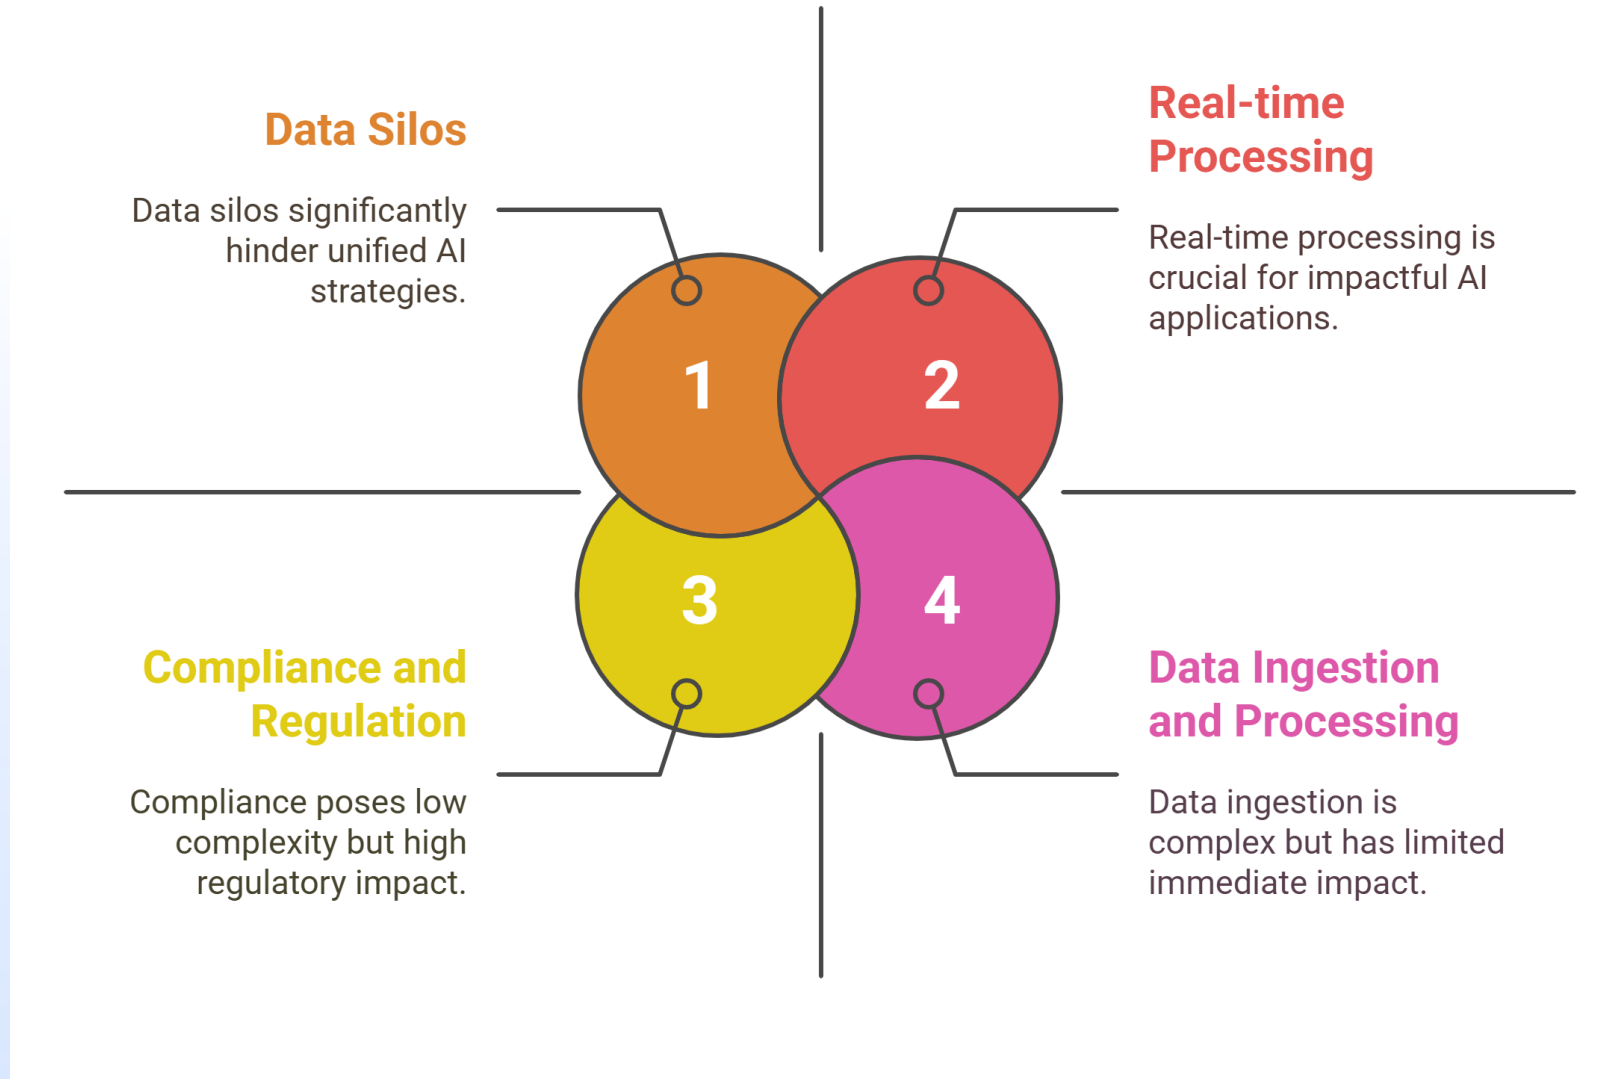 Data Silos
Data silos significantly
hinder unified AI
strategies.
Real-time
Processing
Real-time processing is
crucial for impactful AI
applications.
1
2
3
4
Compliance and
Regulation
Compliance poses low
complexity but high
regulatory impact.
Data Ingestion
and Processing
Data ingestion is
complex but has limited
immediate impact.